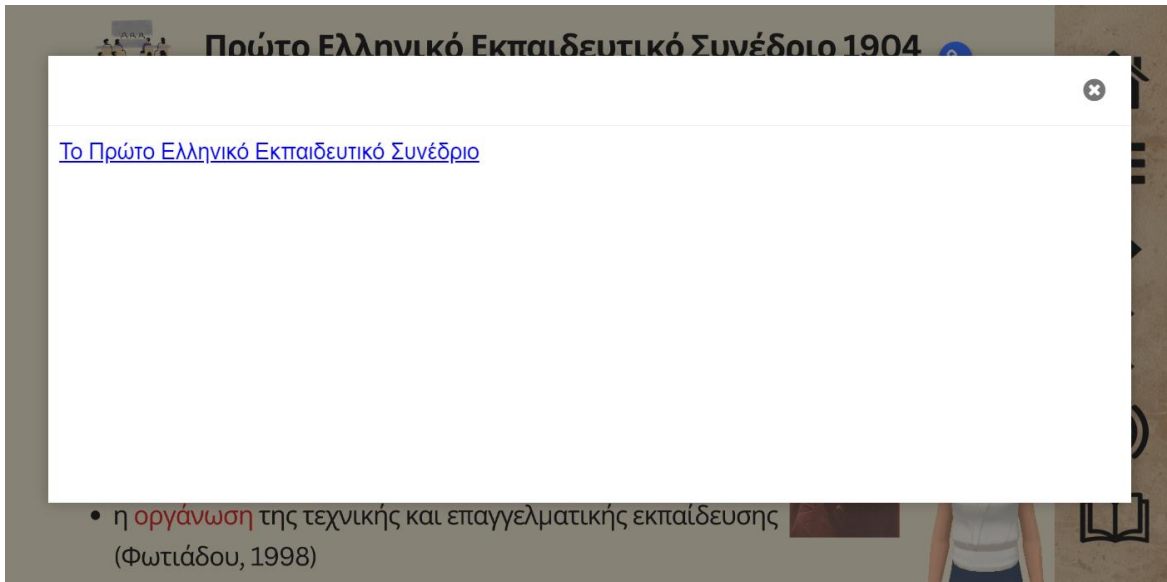 Πρώτο Ελληνικό Εκπαιδευτικό Συνέδριο 1904
Το Πρώτο Ελληνικό Εκπαιδευτικό Συνέδριο
• η οργάνωση της τεχνικής και επαγγελματικής εκπαίδευσης
(Φωτιάδου, 1998)